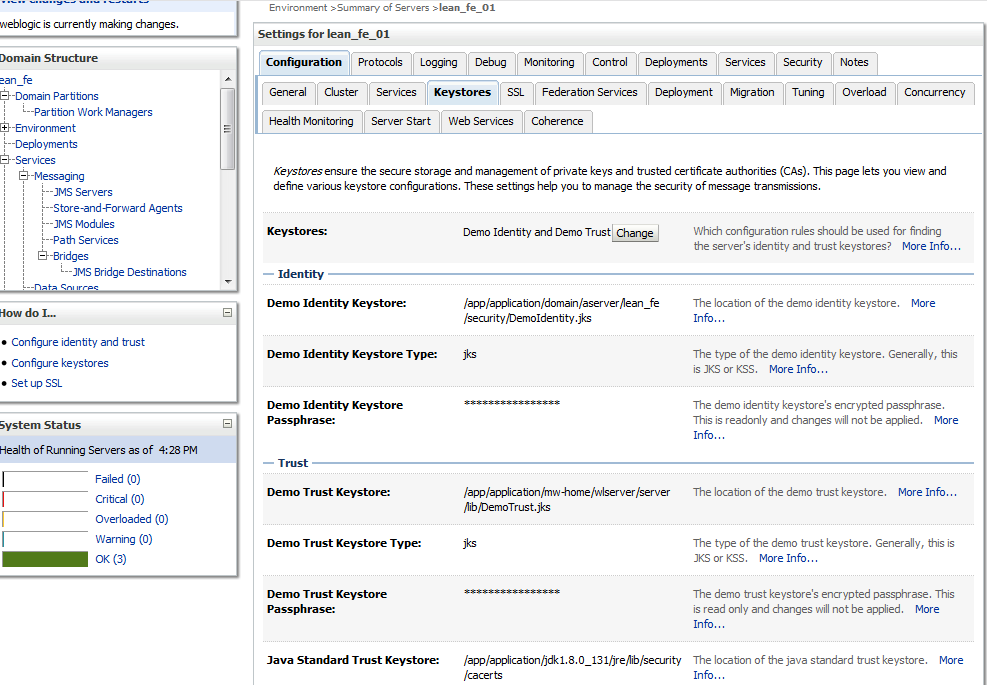 View changes and restarts
weblogic is currently making changes.
Domain Structure
ean_fe
Domain Partitions
Partition Work Managers
Environment
Deployments
Services
Messaging
JMS Servers
Store-and-Forward Agents
JMS Modules
Path Services
Bridges
JMS Bridge Destinations
Data Sources
How do I...
Configure identity and trust
Configure keystores
Set up SSL
System Status
Health of Running Servers as of 4:28 PM
Failed (0)
Critical (0)
Overloaded (0)
Warning (0)
OK (3)
Environment >Summary of Servers >lean_fe_01
Settings for lean_fe_01
Configuration Protocols Logging Debug Monitoring Control Deployments Services Security Notes
General Cluster Services Keystores SSL Federation Services Deployment Migration Tuning Overload Concurrency
Health Monitoring Server Start Web Services Coherence
Keystores ensure the secure storage and management of private keys and trusted certificate authorities (CAs). This page lets you view and
define various keystore configurations. These settings help you to manage the security of message transmissions.
Keystores:
Demo Identity and Demo Trust Change
Which configuration rules should be used for finding
the server's identity and trust keystores? More Info...
Identity
Demo Identity Keystore:
/app/application/domain/aserver/lean_fe
/security/DemoIdentity.jks
The location of the demo identity keystore. More
Info...
Demo Identity Keystore Type:
jks
The type of the demo identity keystore. Generally, this
is JKS or KSS. More Info...
Demo Identity Keystore
Passphrase:
****************
The demo identity keystore's encrypted passphrase.
This is readonly and changes will not be applied. More
Info...
Trust
Demo Trust Keystore:
/app/application/mw-home/wlserver/server
/lib/DemoTrust.jks
The location of the demo trust keystore. More Info...
Demo Trust Keystore Type:
jks
The type of the demo trust keystore. Generally, this is
JKS or KSS. More Info...
Demo Trust Keystore
Passphrase:
****************
The demo trust keystore's encrypted passphrase. This
is read only and changes will not be applied. More
Info...
Java Standard Trust Keystore:
/app/application/jdk1.8.0_131/jre/lib/security
/cacerts
The location of the java standard trust keystore. More
Info...